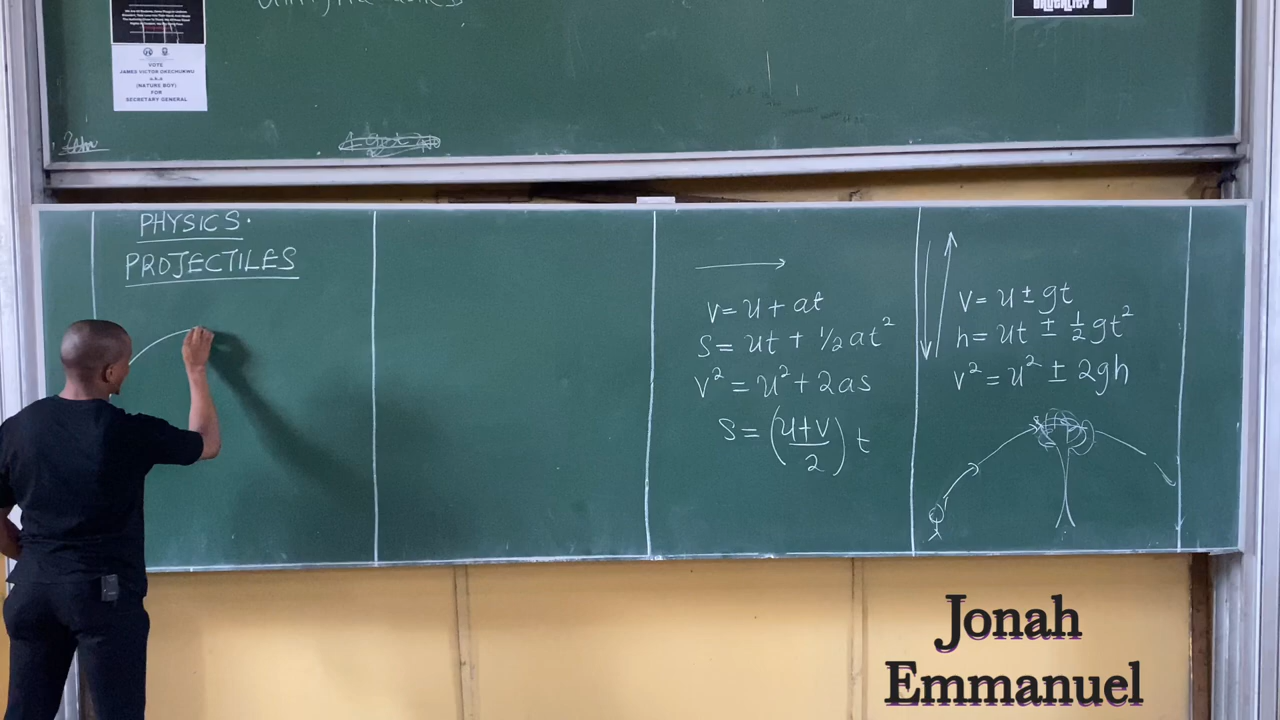 VOTE
JAMES VICTOR OKECHUKWU
A.K.A
(NATURE BOY)
FOR
SECRETARY GENERAL
BRUTALITY
PHYSICS.
PROJECTILES
V = u + at
S = ut + 1/2 at²
V² = u² + 2as
S = (u+v/2) t
V = u ± gt
h = ut ± 1/2 gt²
V² = u² ± 2gh
Jonah
Emmanuel